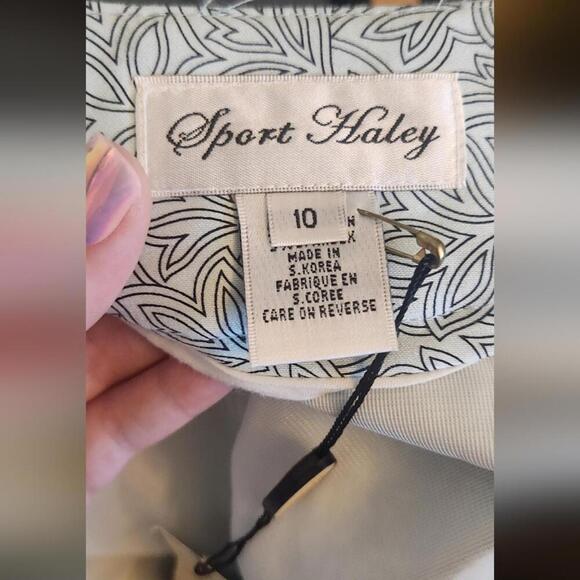 Sport Haley
10
MADE IN
S.KOREA
FABRIQUE EN
S.COREE
CARE ON REVERSE